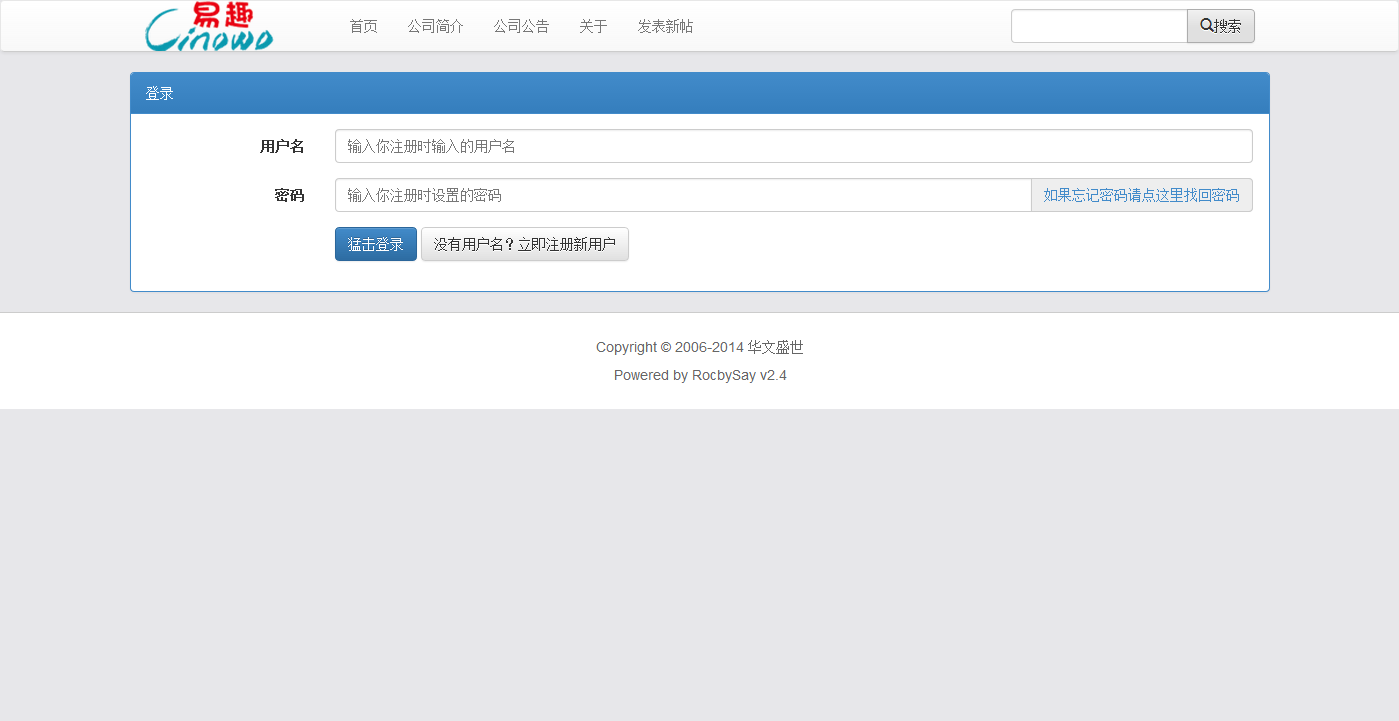 易趣
Cinowo
首页 公司简介 公司公告 关于 发表新帖
搜索
登录
用户名 输入你注册时输入的用户名
密码 输入你注册时设置的密码 如果忘记密码请点这里找回密码
猛击登录 没有用户名？立即注册新用户
Copyright © 2006-2014 华文盛世
Powered by RocbySay v2.4